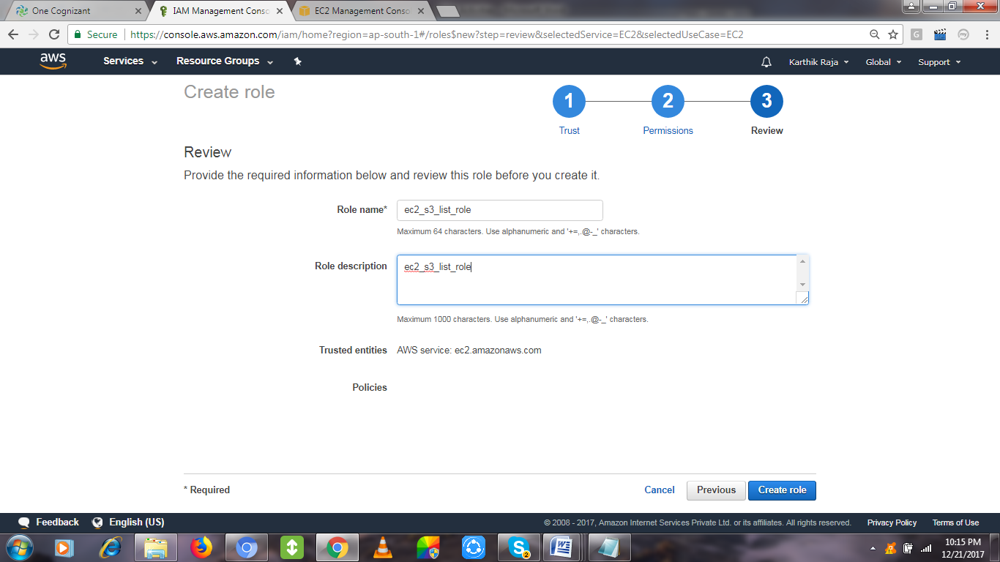 One Cognizant
IAM Management Conso
EC2 Management Conso
Secure
https://console.aws.amazon.com/iam/home?region=ap-south-1#/roles$new?step=review&selectedService=EC2&selectedUseCase=EC2
aws
Services
Resource Groups
Karthik Raja
Global
Support
Create role
1
2
3
Trust
Permissions
Review
Review
Provide the required information below and review this role before you create it.
Role name*
ec2_s3_list_role
Maximum 64 characters. Use alphanumeric and '+=,.@-_' characters.
Role description
ec2_s3_list_role
Maximum 1000 characters. Use alphanumeric and '+=,.@-_' characters.
Trusted entities
AWS service: ec2.amazonaws.com
Policies
* Required
Cancel
Previous
Create role
Feedback
English (US)
© 2008 - 2017, Amazon Internet Services Private Ltd. or its affiliates. All rights reserved.
Privacy Policy
Terms of Use
10:15 PM
12/21/2017